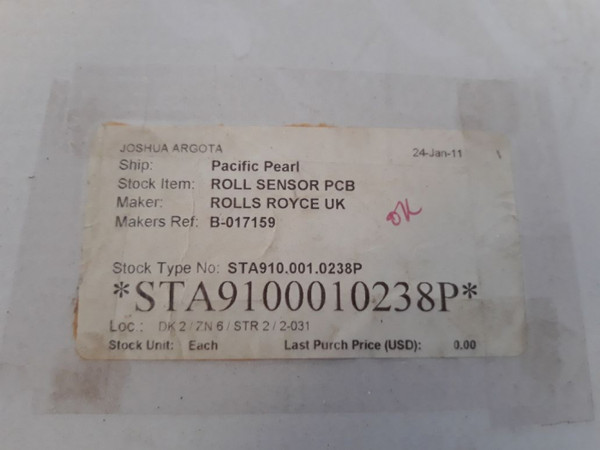 JOSHUA ARGOTA 24-Jan-11
Ship: Pacific Pearl
Stock Item: ROLL SENSOR PCB
Maker: ROLLS ROYCE UK
Makers Ref: B-017159
OK
Stock Type No: STA910.001.0238P
*STA9100010238P*
Loc.: DK 2 / ZN 6 / STR 2 / 2-031
Stock Unit: Each Last Purch Price (USD): 0.00